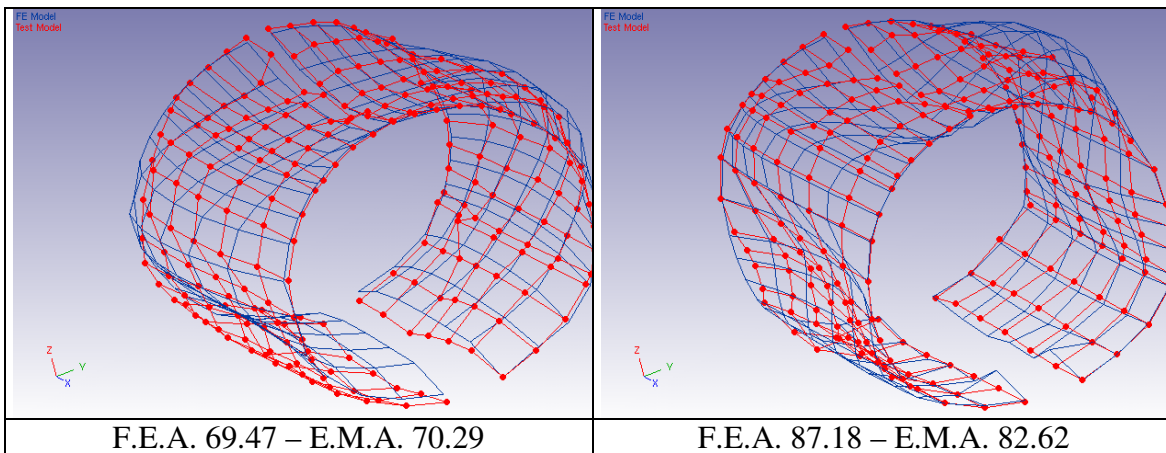 FE Model
Test Model
Z
Y
X
FE Model
Test Model
Z
Y
X
F.E.A. 69.47 – E.M.A. 70.29
F.E.A. 87.18 – E.M.A. 82.62